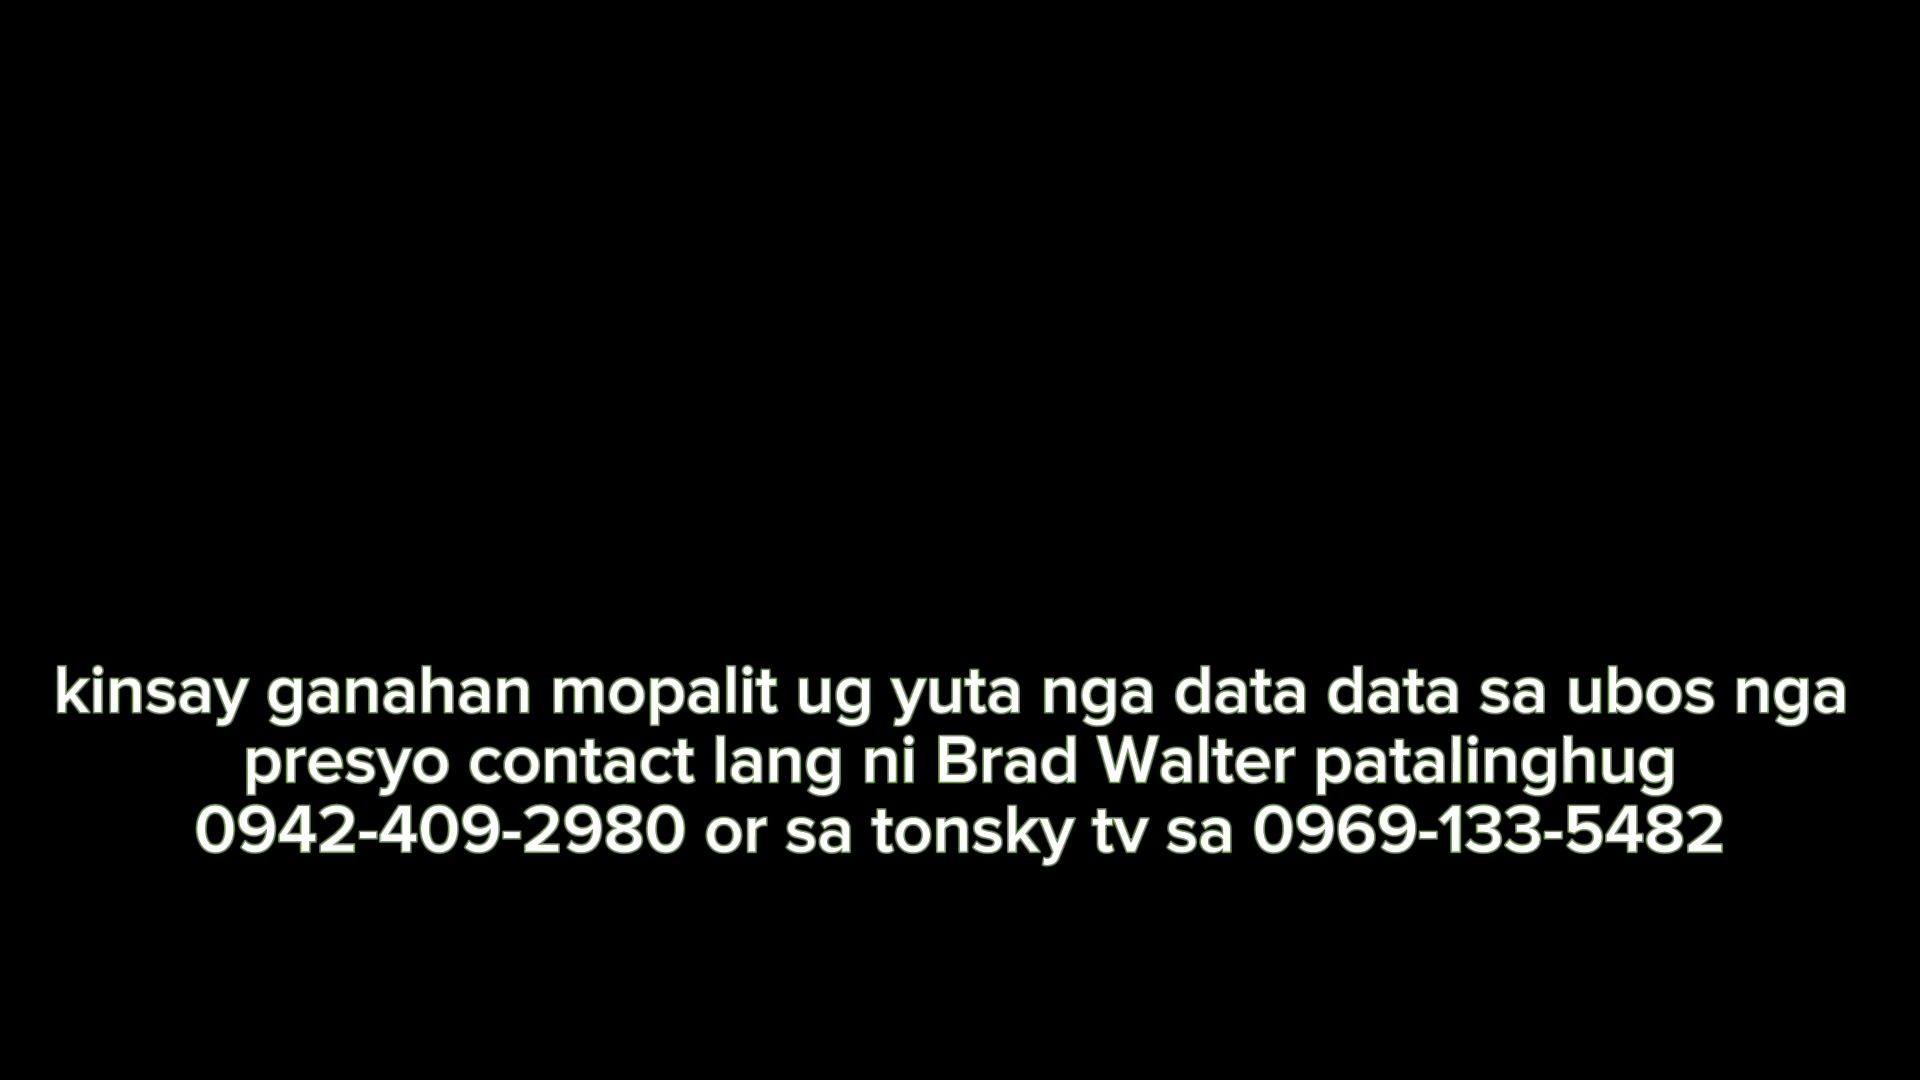 kinsay ganahan mopalit ug yuta nga data data sa ubos nga
presyo contact lang ni Brad Walter patalinghug
0942-409-2980 or sa tonsky tv sa 0969-133-5482